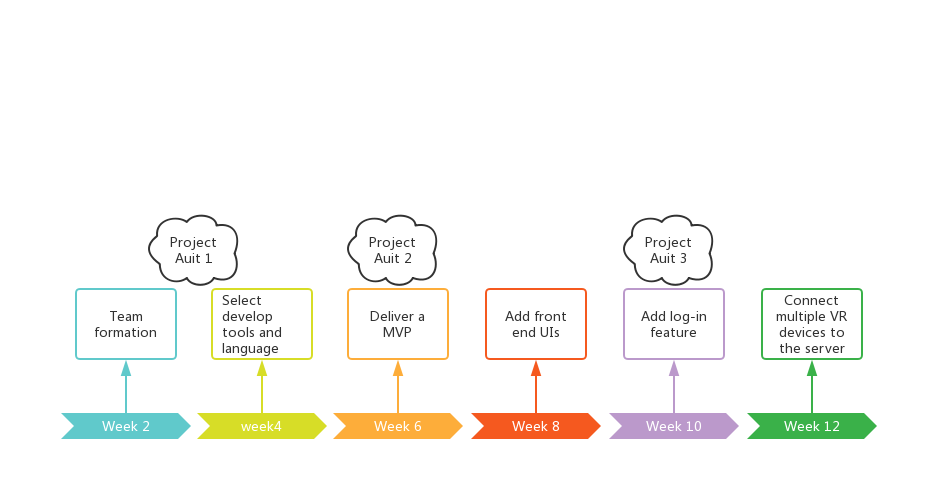 Project
Auit 1
Project
Auit 2
Project
Auit 3
Team
formation
Select
develop
tools and
language
Deliver a
MVP
Add front
end UIs
Add log-in
feature
Connect
multiple VR
devices to
the server
Week 2
week4
Week 6
Week 8
Week 10
Week 12